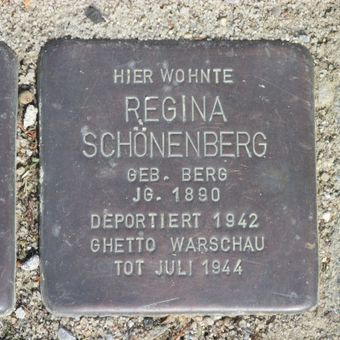 HIER WOHNTE
REGINA
SCHÖNENBERG
GEB. BERG
JG. 1890
DEPORTIERT 1942
GHETTO WARSCHAU
TOT JULI 1944